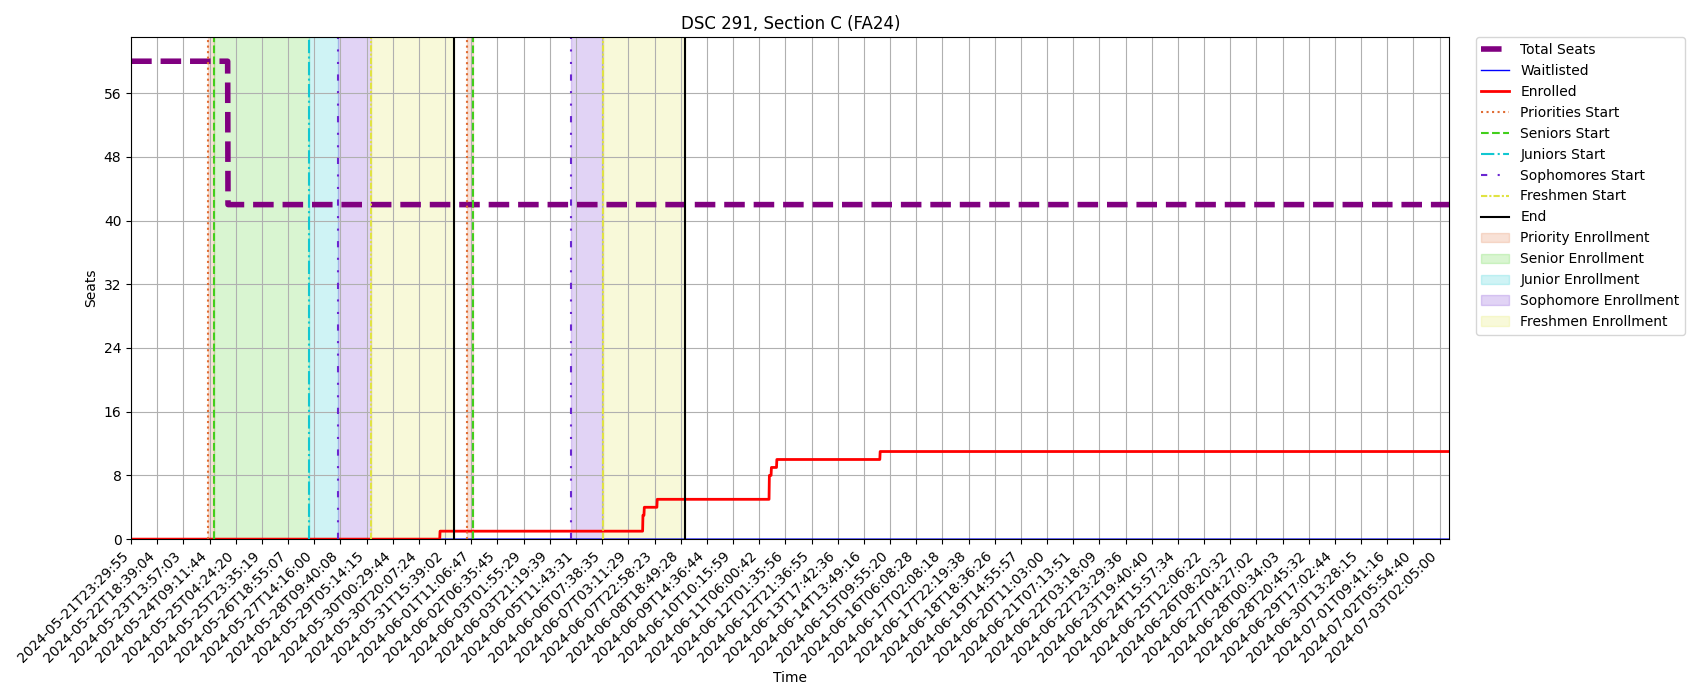 DSC 291, Section C (FA24)
Seats
56
48
40
32
24
16
8
0
2024-05-21T23:29:55
2024-05-22T18:39:04
2024-05-23T13:57:03
2024-05-24T09:11:44
2024-05-25T04:24:20
2024-05-25T23:35:19
2024-05-26T18:55:07
2024-05-27T14:16:00
2024-05-28T09:40:08
2024-05-29T05:14:15
2024-05-30T00:29:44
2024-05-30T20:07:24
2024-05-31T15:39:02
2024-06-01T11:06:47
2024-06-02T06:35:45
2024-06-03T01:55:29
2024-06-03T21:19:39
2024-06-05T11:43:31
2024-06-06T07:38:35
2024-06-07T03:11:29
2024-06-07T22:58:23
2024-06-08T18:49:28
2024-06-09T14:36:44
2024-06-10T10:15:59
2024-06-11T06:00:42
2024-06-12T01:35:56
2024-06-12T21:36:55
2024-06-13T17:42:36
2024-06-14T13:49:16
2024-06-15T09:55:20
2024-06-16T06:08:28
2024-06-17T02:08:18
2024-06-17T22:19:38
2024-06-18T18:36:26
2024-06-19T14:55:57
2024-06-20T11:03:00
2024-06-21T07:13:51
2024-06-22T03:18:09
2024-06-22T23:29:36
2024-06-23T19:40:40
2024-06-24T15:57:34
2024-06-25T12:06:22
2024-06-26T08:20:32
2024-06-27T04:27:02
2024-06-28T00:34:03
2024-06-28T20:45:32
2024-06-29T17:02:44
2024-06-30T13:28:15
2024-07-01T09:41:16
2024-07-02T05:54:40
2024-07-03T02:05:00
Time
Total Seats
Waitlisted
Enrolled
Priorities Start
Seniors Start
Juniors Start
Sophomores Start
Freshmen Start
End
Priority Enrollment
Senior Enrollment
Junior Enrollment
Sophomore Enrollment
Freshmen Enrollment